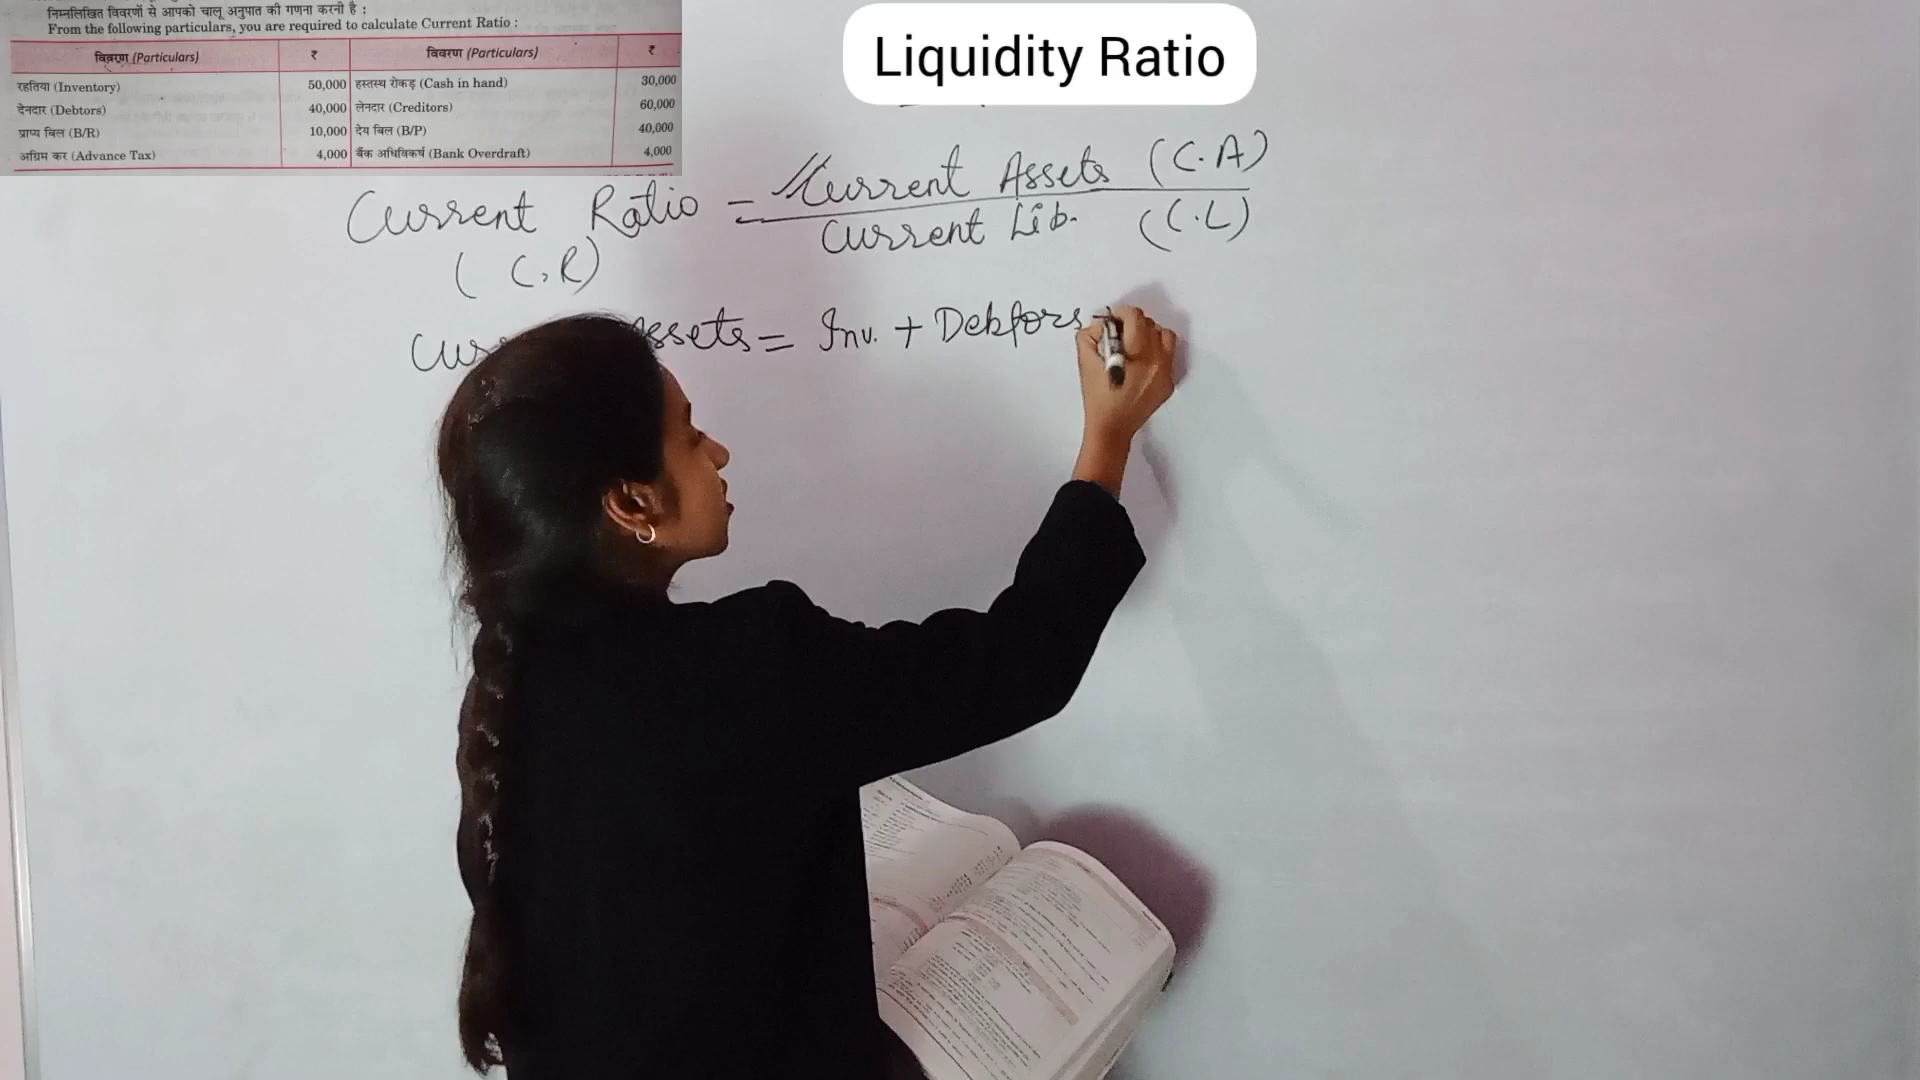 निम्नलिखित विवरणों से आपको चालू अनुपात की गणना करनी है :
From the following particulars, you are required to calculate Current Ratio :
विवरण (Particulars) ₹ विवरण (Particulars) ₹
रहतिया (Inventory) 50,000 हस्तस्थ रोकड़ (Cash in hand) 30,000
देनदार (Debtors) 40,000 लेनदार (Creditors) 60,000
प्राप्य बिल (B/R) 10,000 देय बिल (B/P) 40,000
अग्रिम कर (Advance Tax) 4,000 बैंक अधिविकर्ष (Bank Overdraft) 4,000
Liquidity Ratio
Current Ratio = Current Assets (C.A)
Current Lib. (C.L)
(C.R)
Assets = Inv. + Debtors